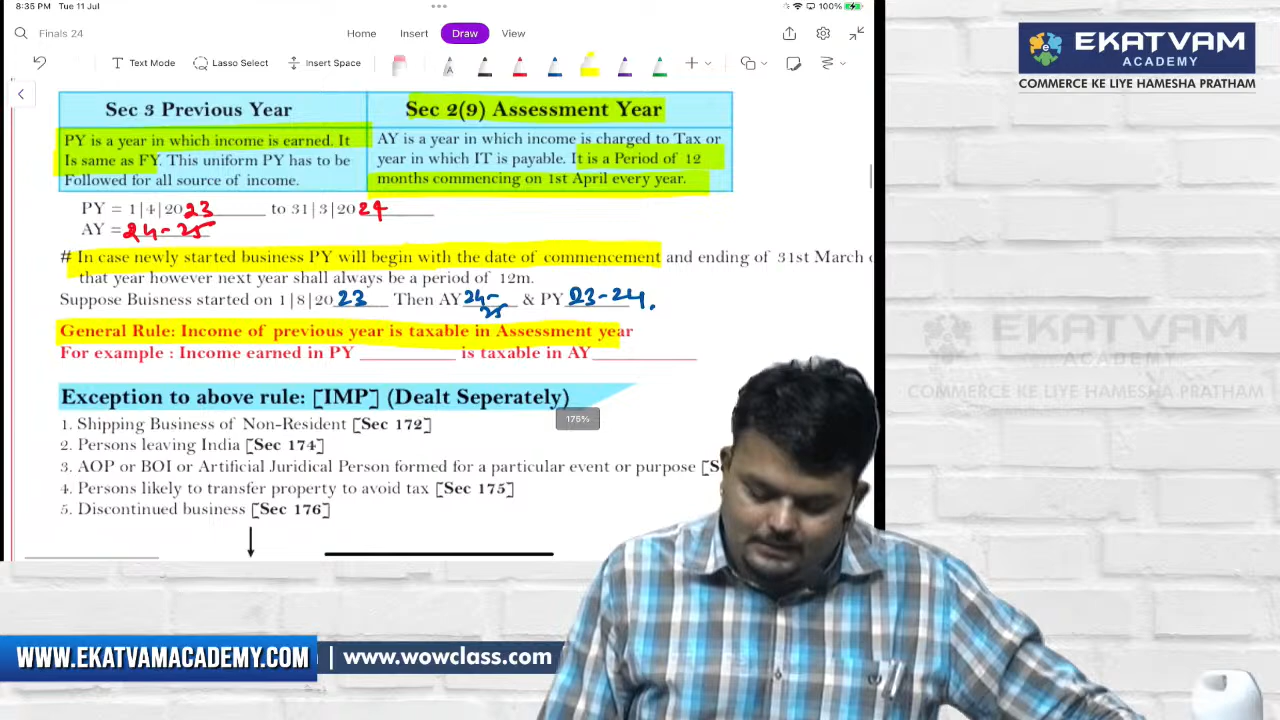 8:35 PM Tue 11 Jul
100%
Finals 24
Home Insert Draw View
Text Mode Lasso Select Insert Space
EKATVAM
ACADEMY
COMMERCE KE LIYE HAMESHA PRATHAM
Sec 3 Previous Year
PY is a year in which income is earned. It
Is same as FY. This uniform PY has to be
Followed for all source of income.
Sec 2(9) Assessment Year
AY is a year in which income is charged to Tax or
year in which IT is payable. It is a Period of 12
months commencing on 1st April every year.
PY = 1|4|2023 to 31|3|2024
AY = 24-25
# In case newly started business PY will begin with the date of commencement and ending of 31st March
that year however next year shall always be a period of 12m.
Suppose Buisness started on 1|8|2023 Then AY 24-25 & PY 23-24.
General Rule: Income of previous year is taxable in Assessment year
For example : Income earned in PY __________ is taxable in AY__________
Exception to above rule: [IMP] (Dealt Seperately)
175%
1. Shipping Business of Non-Resident [Sec 172]
2. Persons leaving India [Sec 174]
3. AOP or BOI or Artificial Juridical Person formed for a particular event or purpose
4. Persons likely to transfer property to avoid tax [Sec 175]
5. Discontinued business [Sec 176]
EKATVAM
ACADEMY
COMMERCE KE LIYE HAMESHA PRATHAM
WWW.EKATVAMACADEMY.COM | www.wowclass.com